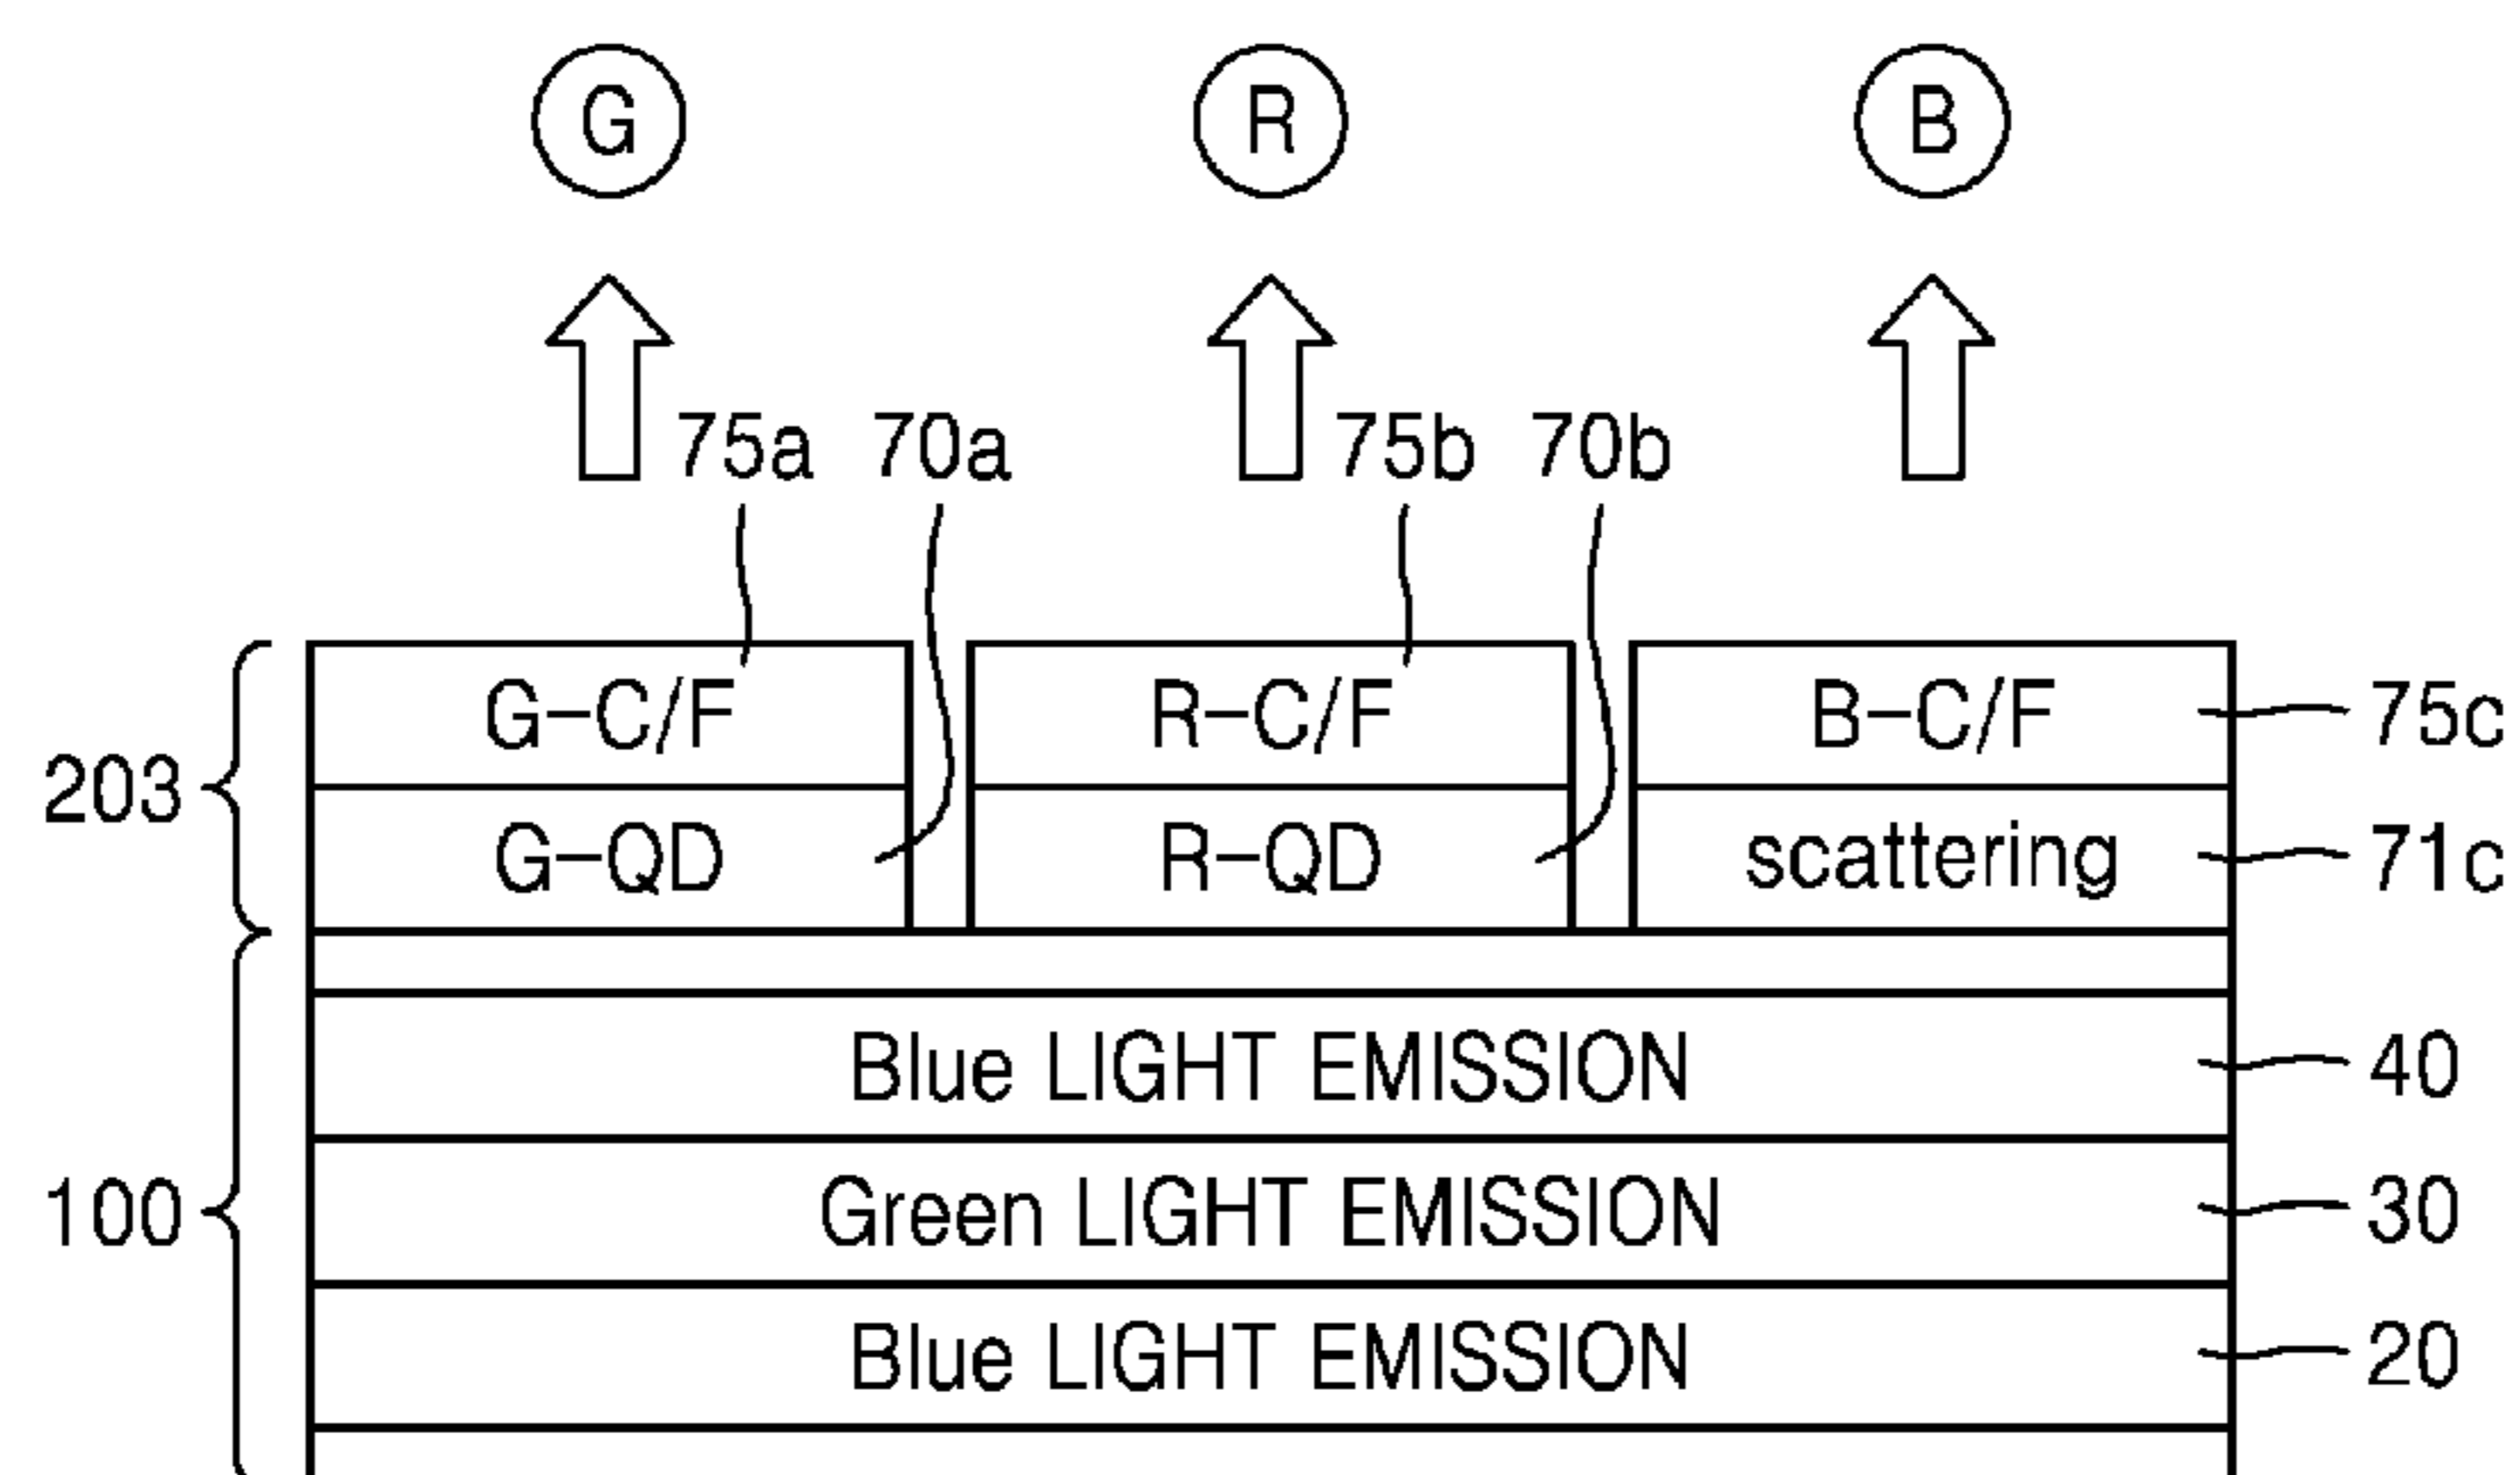 G R B
75a 70a 75b 70b
G-C/F R-C/F B-C/F 75c
203
G-QD R-QD scattering 71c
Blue LIGHT EMISSION 40
100 Green LIGHT EMISSION 30
Blue LIGHT EMISSION 20